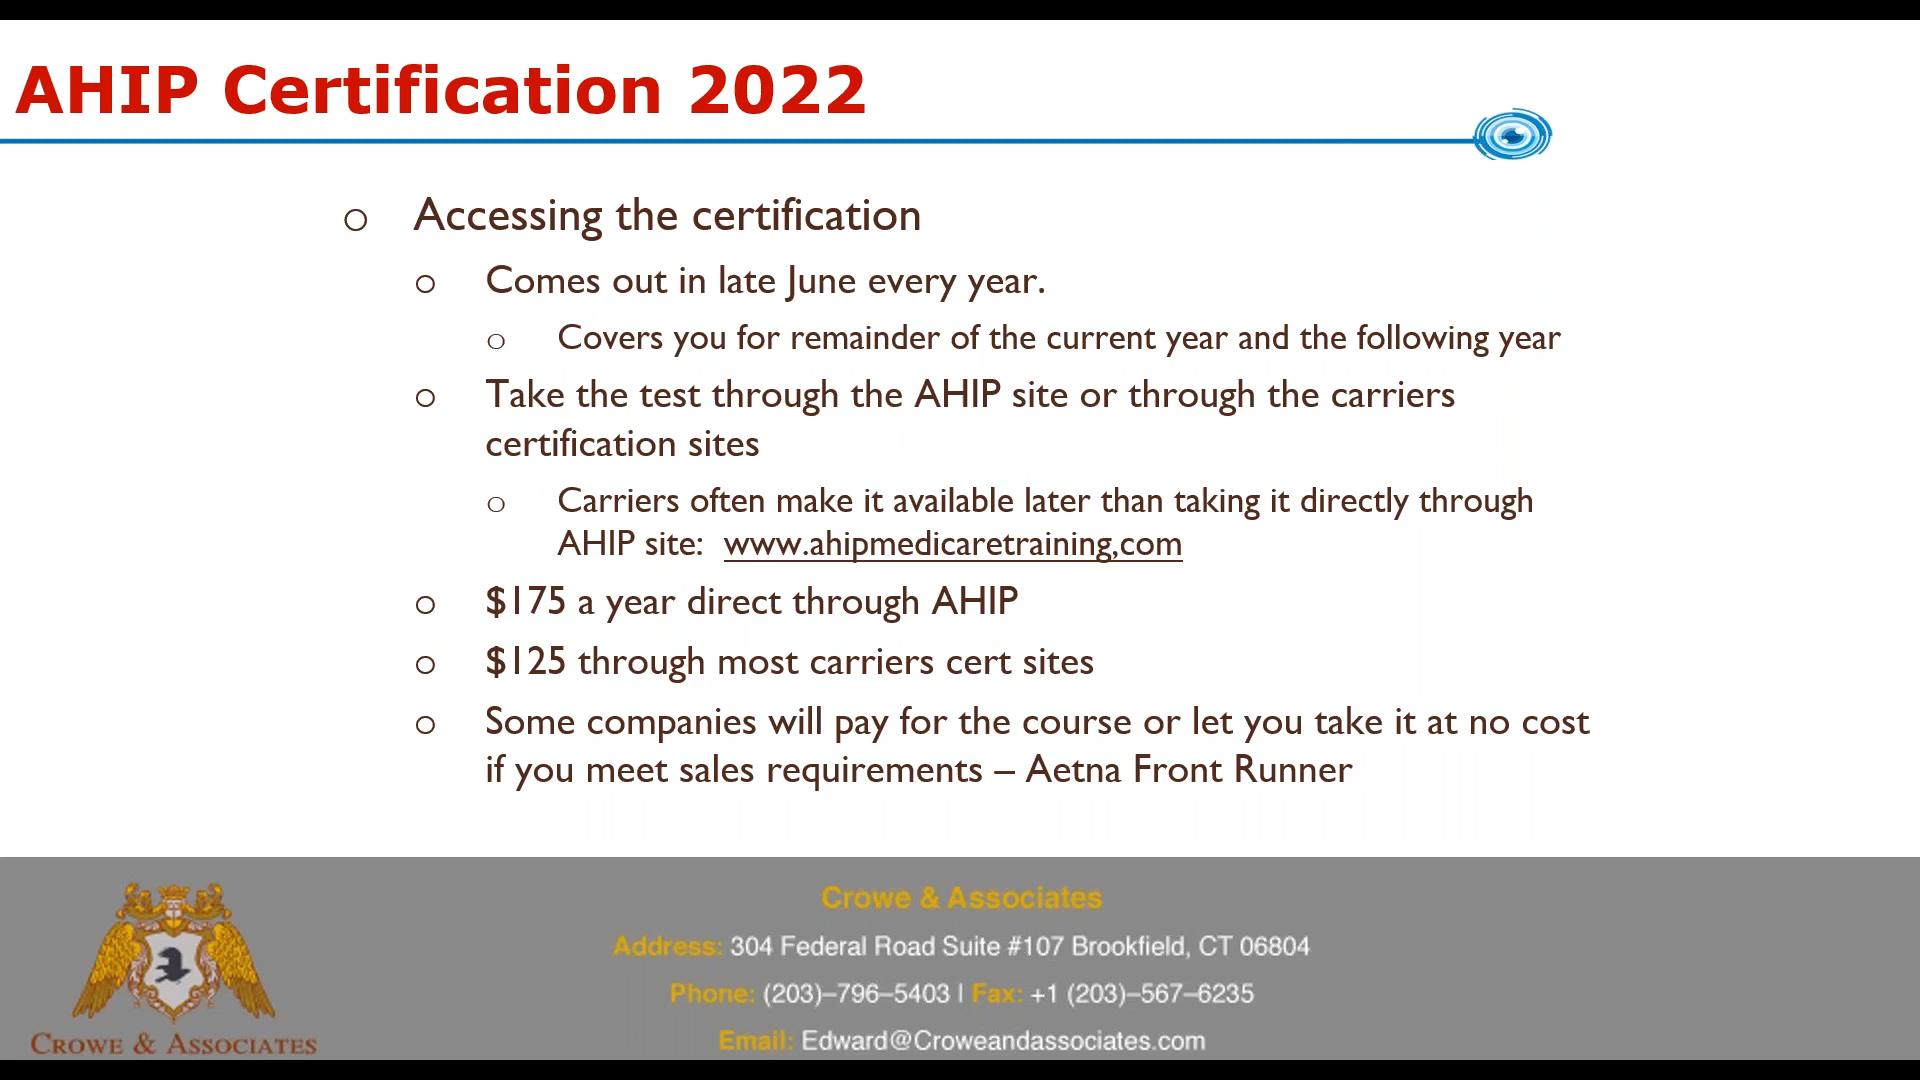 AHIP Certification 2022
o Accessing the certification
o Comes out in late June every year.
o Covers you for remainder of the current year and the following year
o Take the test through the AHIP site or through the carriers
certification sites
o Carriers often make it available later than taking it directly through
AHIP site: www.ahipmedicaretraining,com
o $175 a year direct through AHIP
o $125 through most carriers cert sites
o Some companies will pay for the course or let you take it at no cost
if you meet sales requirements – Aetna Front Runner
Crowe & Associates
Address: 304 Federal Road Suite #107 Brookfield, CT 06804
Phone: (203)–796–5403 | Fax: +1 (203)–567–6235
Email: Edward@Croweandassociates.com
CROWE & ASSOCIATES